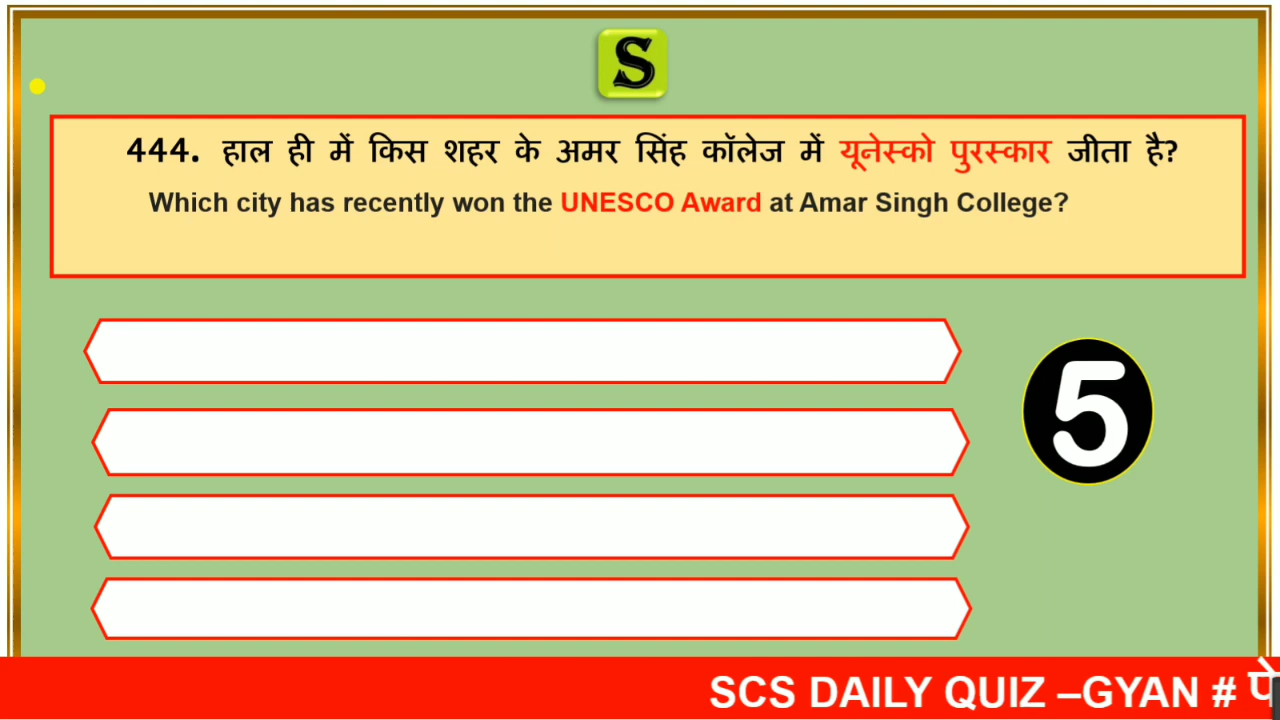 S
444. हाल ही में किस शहर के अमर सिंह कॉलेज में यूनेस्को पुरस्कार जीता है?
Which city has recently won the UNESCO Award at Amar Singh College?
5
SCS DAILY QUIZ –GYAN #